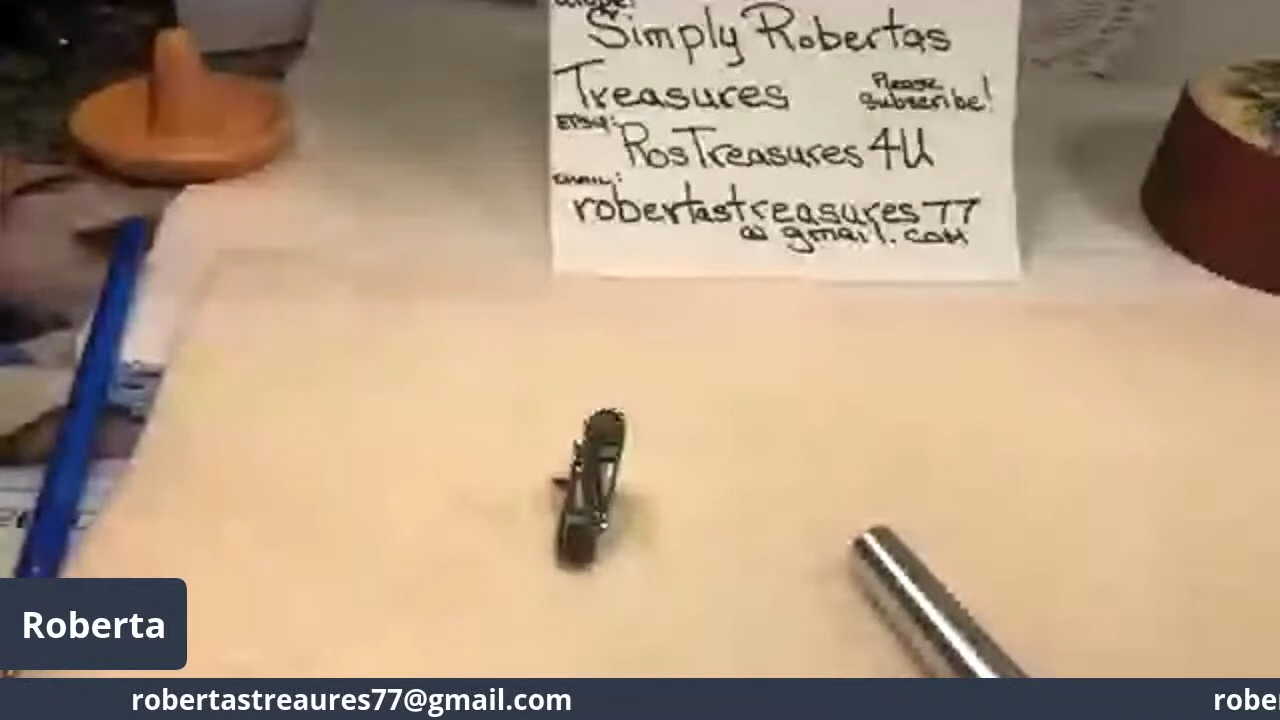 Simply Robertas
Treasures
Please
subscribe!
ETSY:
RosTreasures4U
EMAIL:
robertastreasures77
@ gmail.com
Roberta
robertastreaures77@gmail.com
rober